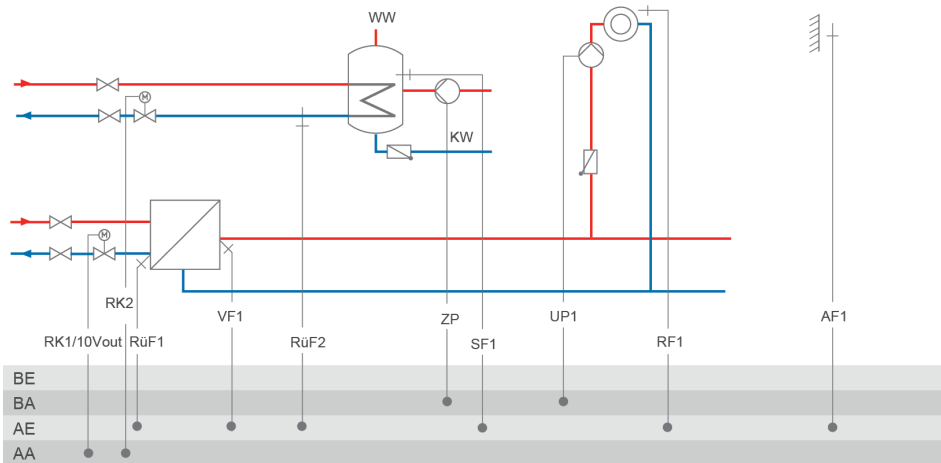 WW
M
KW
M
RK2
VF1
ZP
UP1
AF1
RK1/10Vout
RüF1
RüF2
SF1
RF1
BE
BA
AE
AA